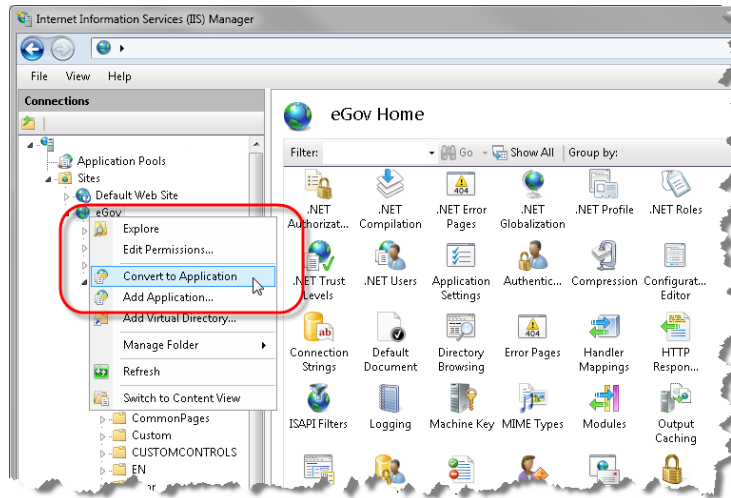 Internet Information Services (IIS) Manager
File View Help
Connections
Application Pools
Sites
Default Web Site
eGov
Explore
Edit Permissions...
Convert to Application
Add Application...
Add Virtual Directory...
Manage Folder
Refresh
Switch to Content View
CommonPages
Custom
CUSTOMCONTROLS
EN
eGov Home
Filter: Go Show All Group by:
.NET Authorizat...
.NET Compilation
.NET Error Pages
.NET Globalization
.NET Profile
.NET Roles
.NET Trust Levels
.NET Users
Application Settings
Authentic...
Compression
Configurat... Editor
Connection Strings
Default Document
Directory Browsing
Error Pages
Handler Mappings
HTTP Respon...
ISAPI Filters
Logging
Machine Key
MIME Types
Modules
Output Caching